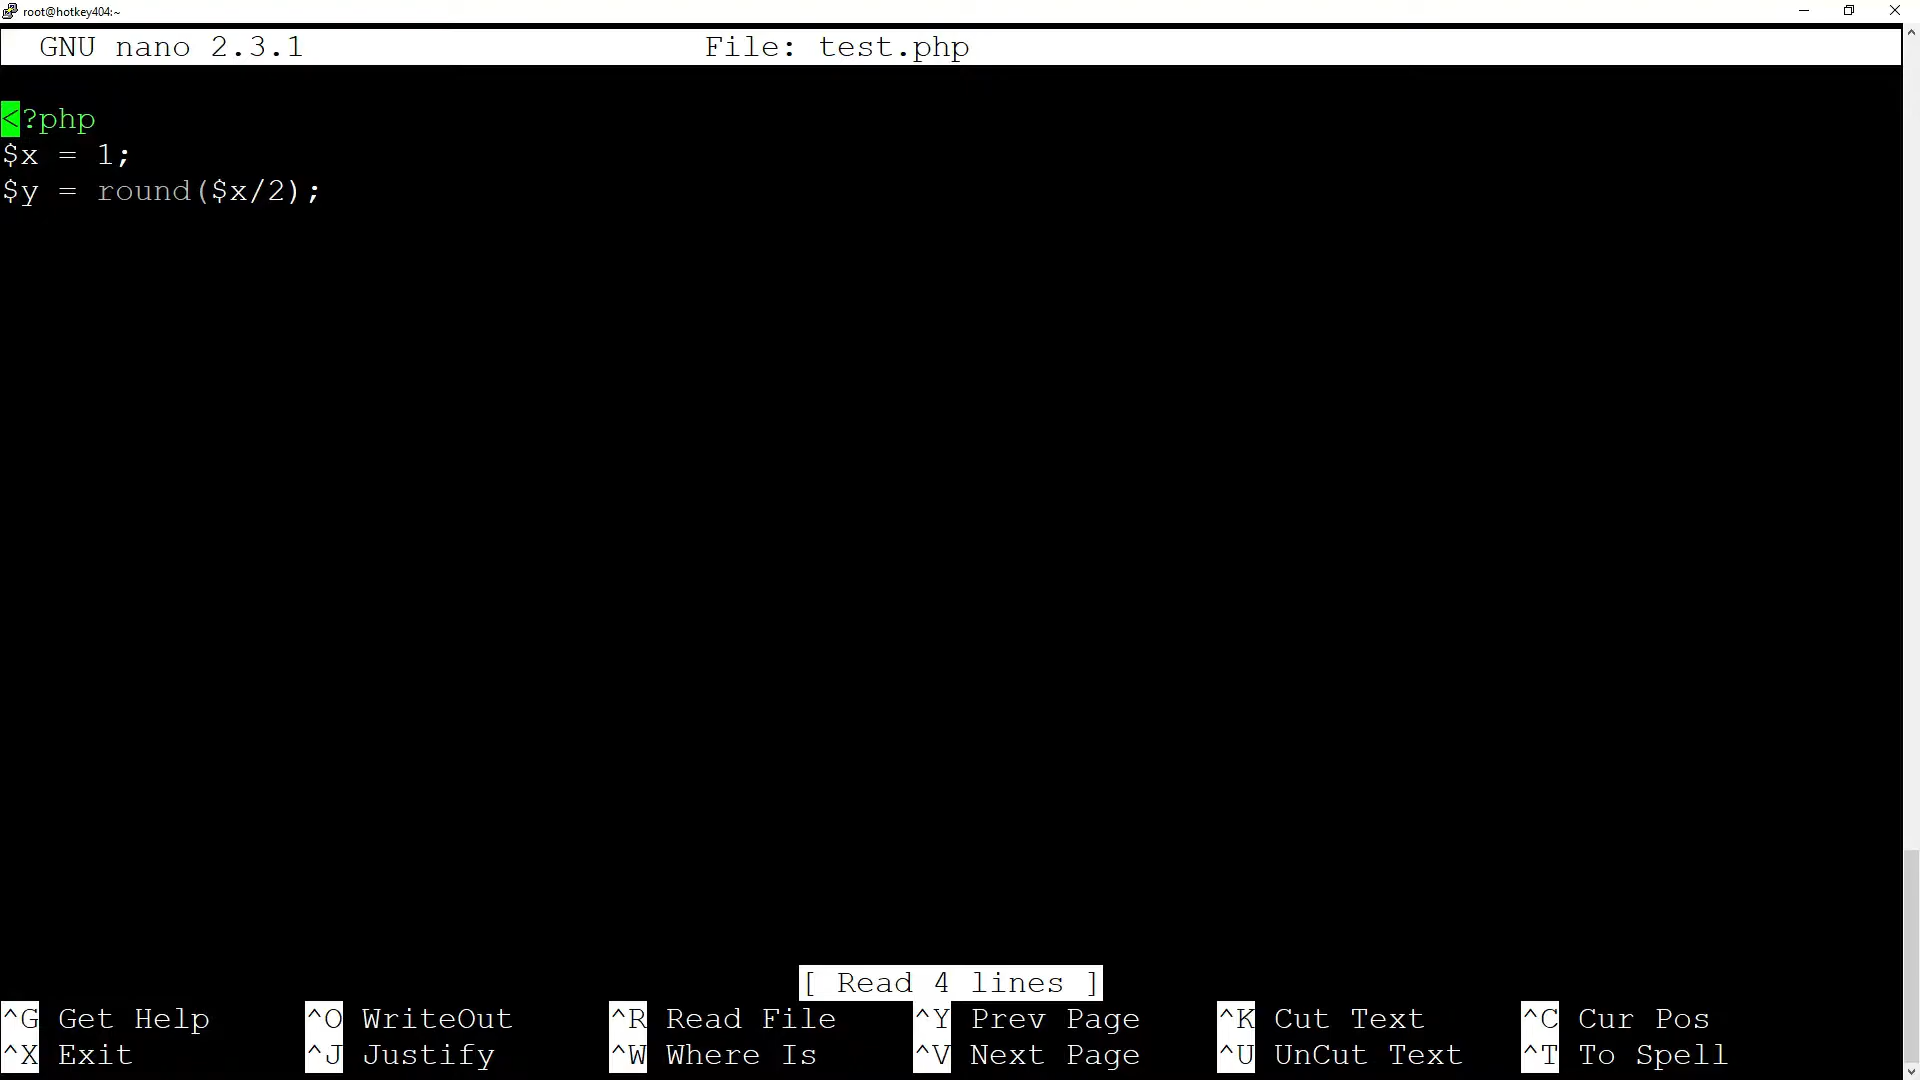 root@hotkey404:~
GNU nano 2.3.1 File: test.php
<?php
$x = 1;
$y = round($x/2);
[ Read 4 lines ]
^G Get Help ^O WriteOut ^R Read File ^Y Prev Page ^K Cut Text ^C Cur Pos
^X Exit ^J Justify ^W Where Is ^V Next Page ^U UnCut Text ^T To Spell